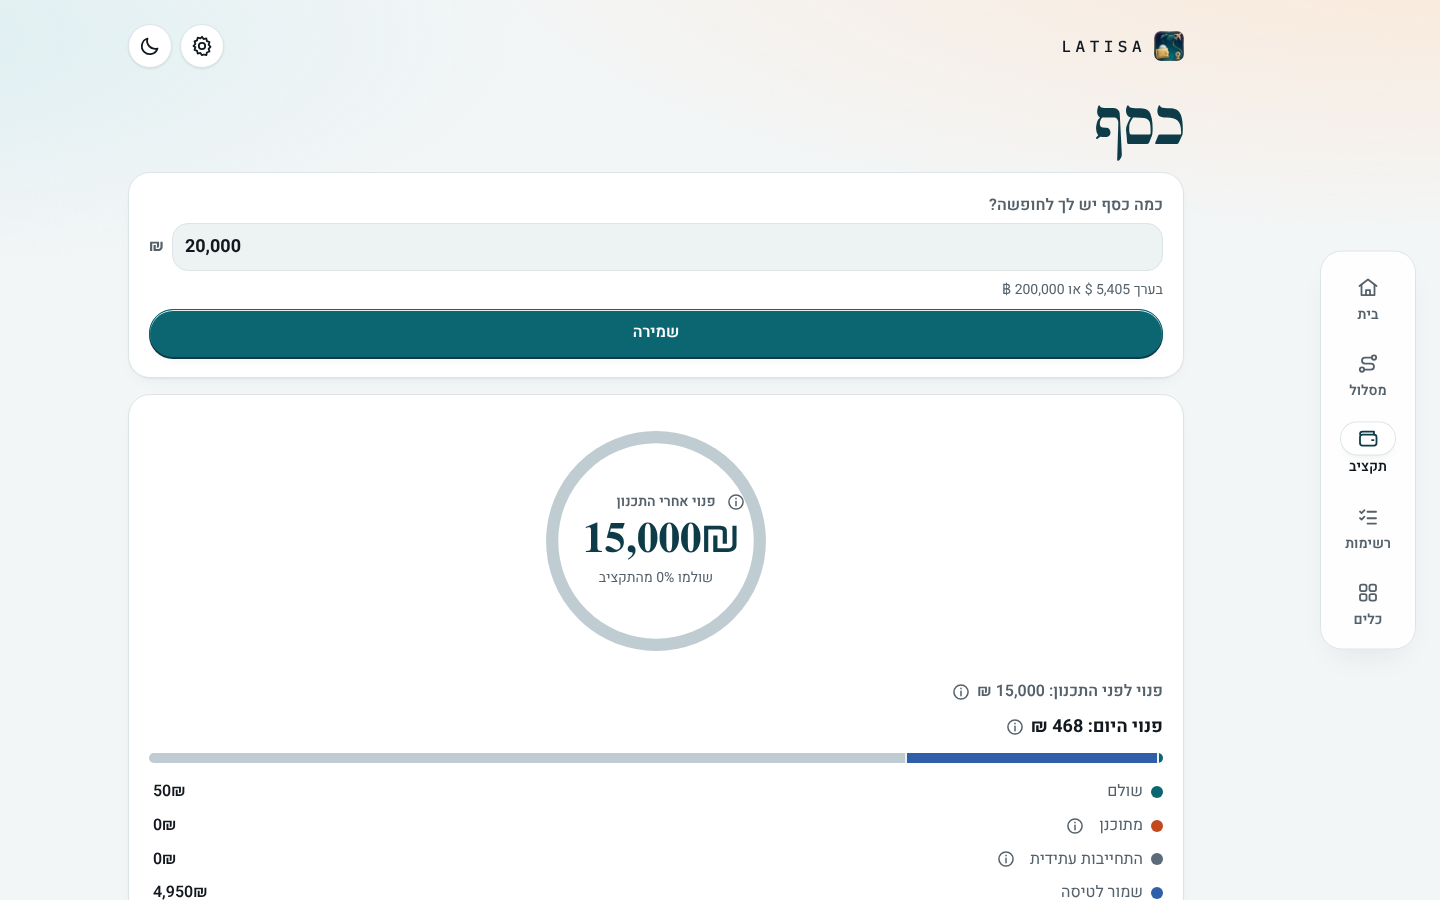 LATISA
כסף
כמה כסף יש לך לחופשה?
20,000 ₪
בערך 5,405 $ או 200,000 ฿
שמירה
פנוי אחרי התכנון
₪15,000
שולמו 0% מהתקציב
פנוי לפני התכנון: 15,000 ₪
פנוי היום: 468 ₪
שולם ₪50
מתוכנן ₪0
התחייבות עתידית ₪0
שמור לטיסה ₪4,950
בית
מסלול
תקציב
רשימות
כלים